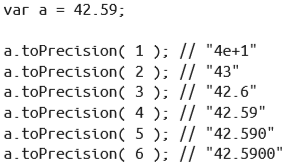 var a = 42.59;
a.toPrecision( 1 ); // "4e+1"
a.toPrecision( 2 ); // "43"
a.toPrecision( 3 ); // "42.6"
a.toPrecision( 4 ); // "42.59"
a.toPrecision( 5 ); // "42.590"
a.toPrecision( 6 ); // "42.5900"